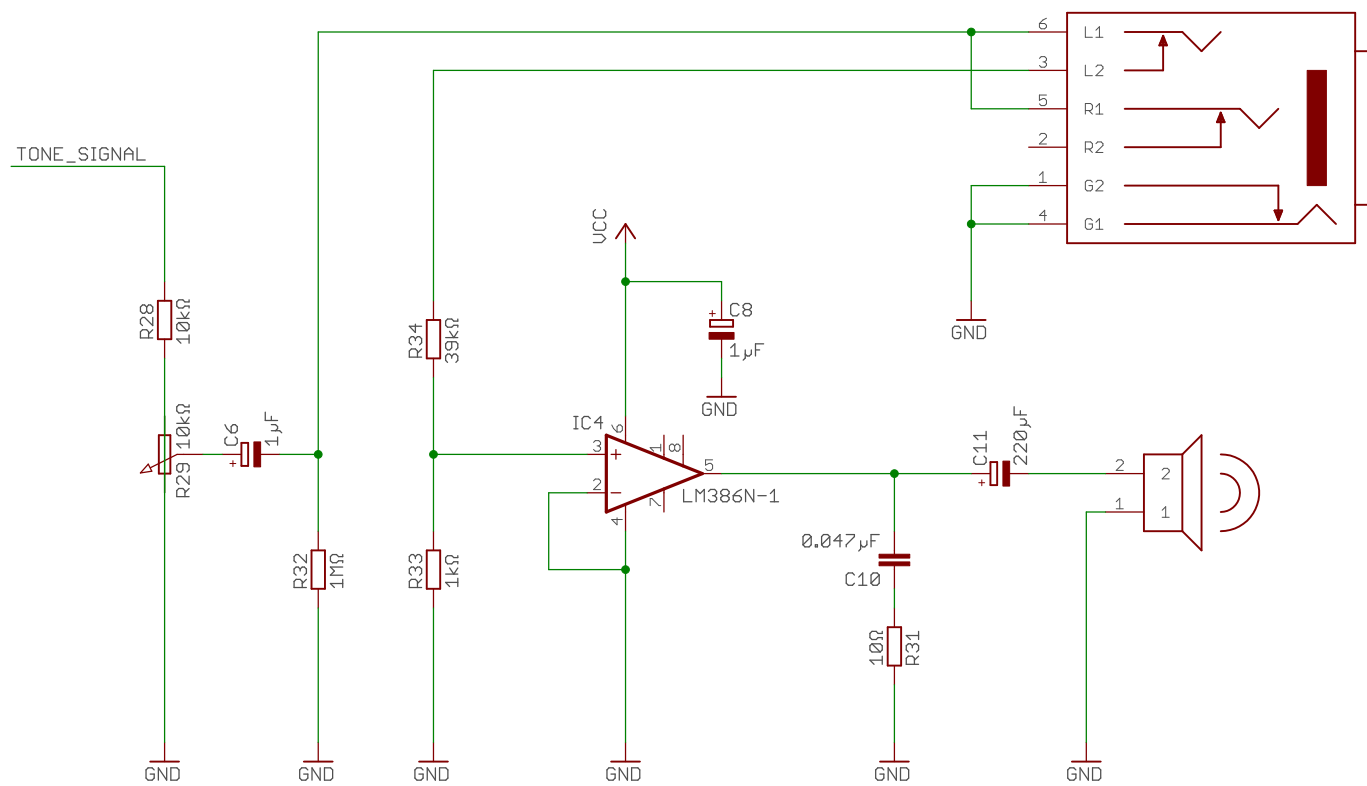 6 L1
3 L2
5 R1
2 R2
1 G2
4 G1
GND
TONE_SIGNAL
VCC
R28
10kΩ
R34
39kΩ
C8
+
1µF
GND
10kΩ
R29
C6
+
1µF
IC4
6
3 +
2 −
4
1
8
7
5
LM386N-1
C11
+
220µF
2 2
1 1
R32
1MΩ
R33
1kΩ
0.047µF
C10
10Ω
R31
GND
GND
GND
GND
GND
GND